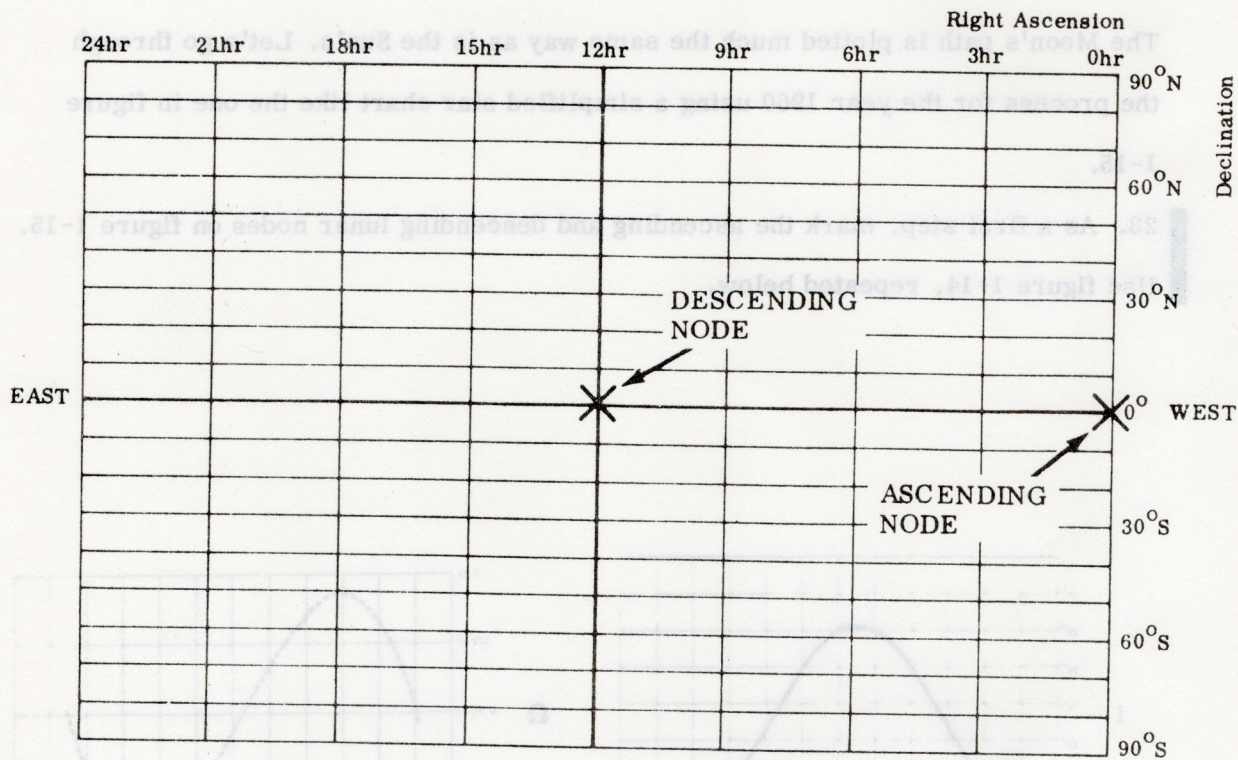 Right Ascension
24hr 21hr 18hr 15hr 12hr 9hr 6hr 3hr 0hr
90°N
Declination
60°N
30°N
DESCENDING
NODE
EAST 0° WEST
ASCENDING
NODE
30°S
60°S
90°S
The Moon's path is plotted much the same way as is the Sun's. Let's go through
the process for the year 1960 using a simplified star chart like the one in figure
1-15.
23. As a first step, mark the ascending and descending lunar nodes on figure 1-15.
Use figure 1-14, repeated below.